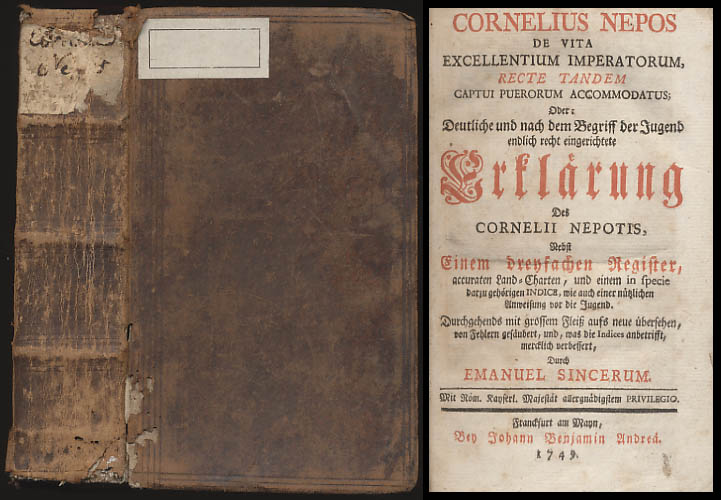 CORNELIUS NEPOS
DE VITA
EXCELLENTIUM IMPERATORUM,
RECTE TANDEM
CAPTUI PUERORUM ACCOMMODATUS;
Oder:
Deutliche und nach dem Begriff der Jugend
endlich recht eingerichtete
Erklärung
Des
CORNELII NEPOTIS,
Nebst
Einem dreyfachen Register,
accuraten Land-Charten, und einem in specie
darzu gehörigen INDICE, wie auch einer nützlichen
Anweisung vor die Jugend.
Durchgehends mit grössem Fleiß aufs neue übersehen,
von Fehlern gesäubert, und, was die Indices anbetrifft,
mercklich verbessert,
Durch
EMANUEL SINCERUM.
Mit Röm. Kayserl. Majestät allergnädigstem PRIVILEGIO.
Franckfurt am Mayn,
Bey Johann Benjamin Andreä.
1749.